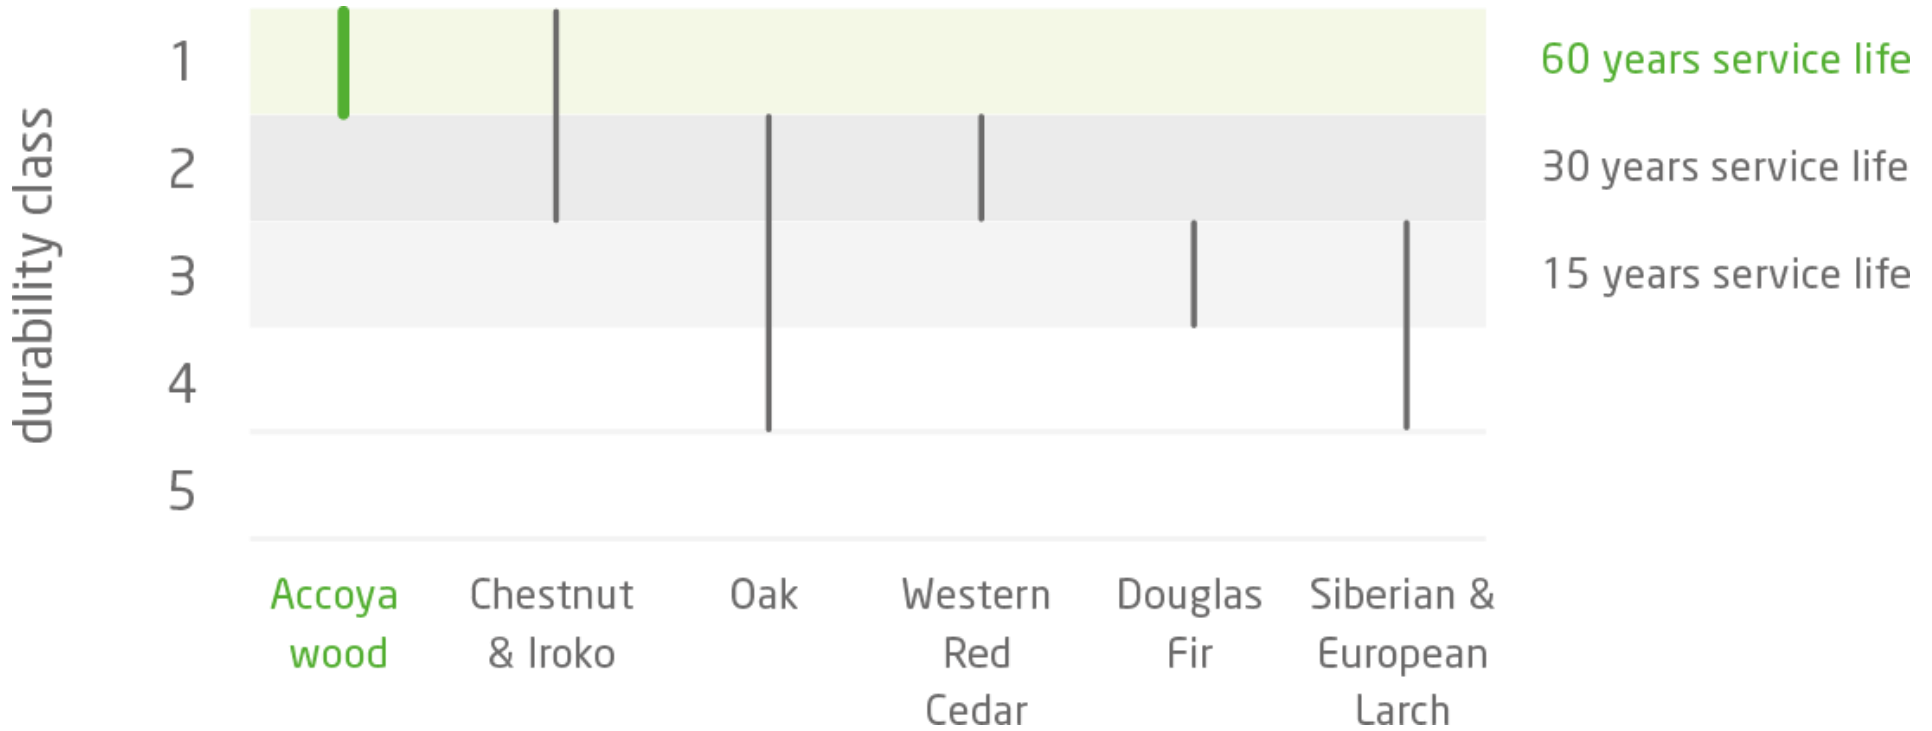 durability class
1
60 years service life
2
30 years service life
3
15 years service life
4
5
Accoya
wood
Chestnut
& Iroko
Oak
Western
Red
Cedar
Douglas
Fir
Siberian &
European
Larch